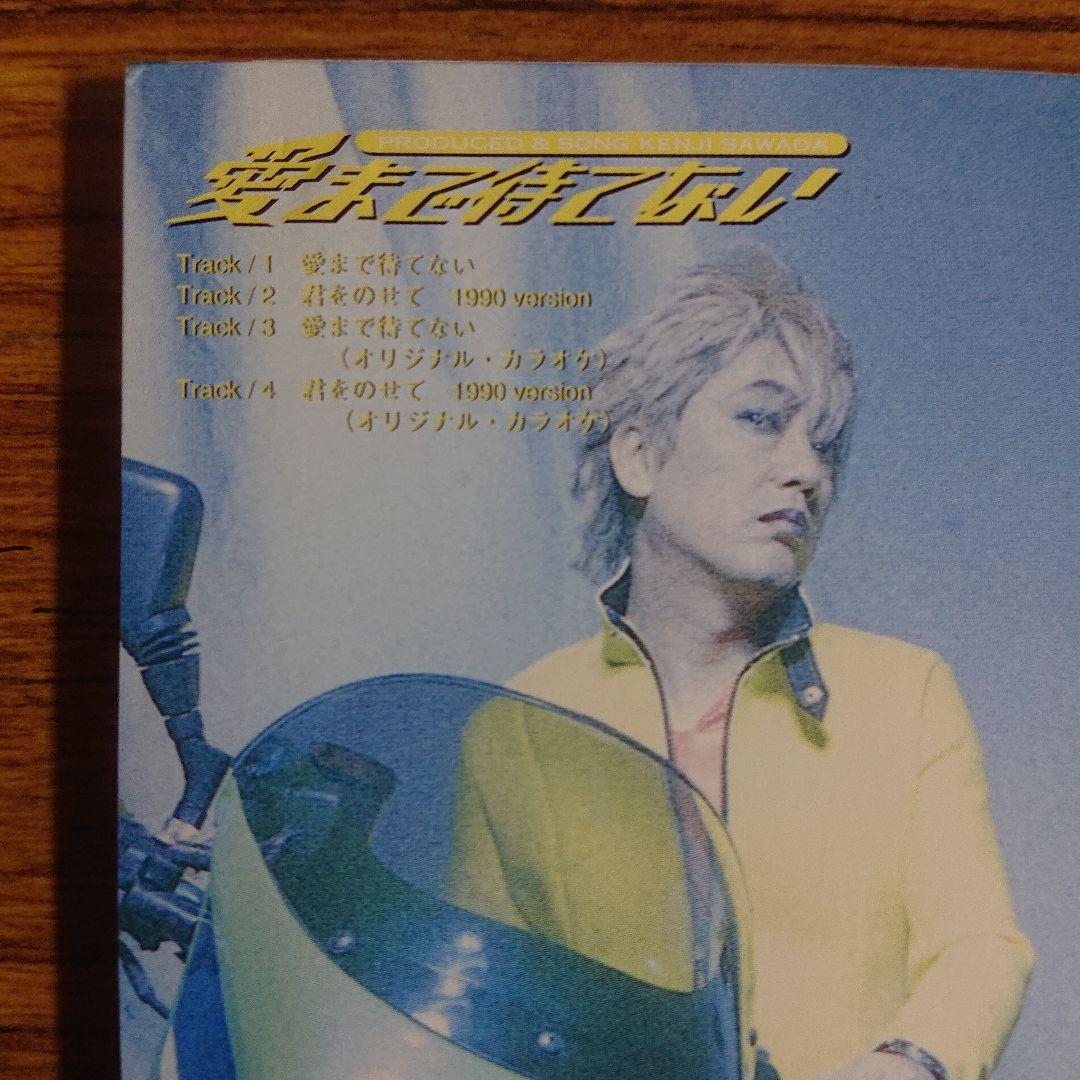 PRODUCED & SONG KENJI SAWADA
愛まで待てない
Track / 1 愛まで待てない
Track / 2 君をのせて 1990 version
Track / 3 愛まで待てない
（オリジナル・カラオケ）
Track / 4 君をのせて 1990 version
（オリジナル・カラオケ）